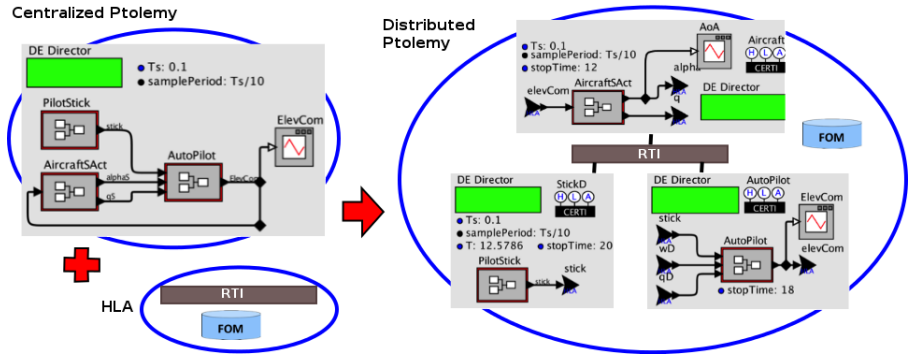 Centralized Ptolemy
DE Director
Ts: 0.1
samplePeriod: Ts/10
PilotStick
stick
ElevCom
AircraftSAct
AutoPilot
alphaS
qS
ElevCom
HLA
RTI
FOM
Distributed
Ptolemy
AoA
Ts: 0.1
samplePeriod: Ts/10
stopTime: 12
Aircraft
H L A
CERTI
alpha
elevCom
AircraftSAct
q
DE Director
FOM
RTI
DE Director
StickD
H L A
CERTI
Ts: 0.1
samplePeriod: Ts/10
T: 12.5786 stopTime: 20
PilotStick
stick
stick
DE Director
AutoPilot
H L A
CERTI
ElevCom
stick
wD
AutoPilot
elevCom
qD
stopTime: 18